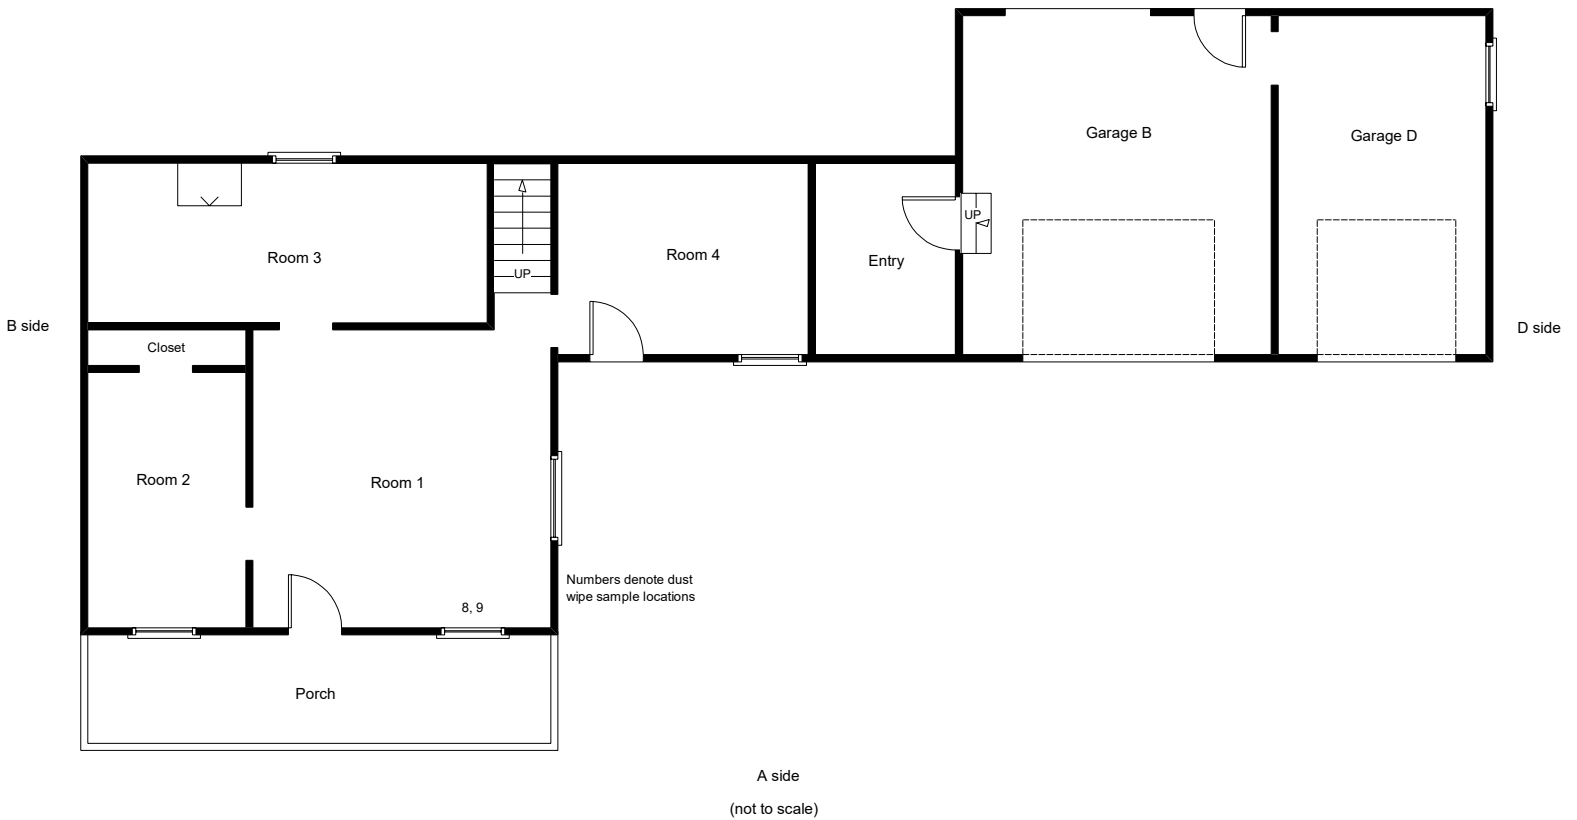 Garage B
Garage D
UP
Room 3
Room 4
Entry
UP
B side
D side
Closet
Room 2
Room 1
Numbers denote dust
wipe sample locations
8, 9
Porch
A side
(not to scale)